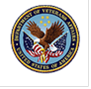 DEPARTMENT OF VETERANS AFFAIRS
UNITED STATES OF AMERICA